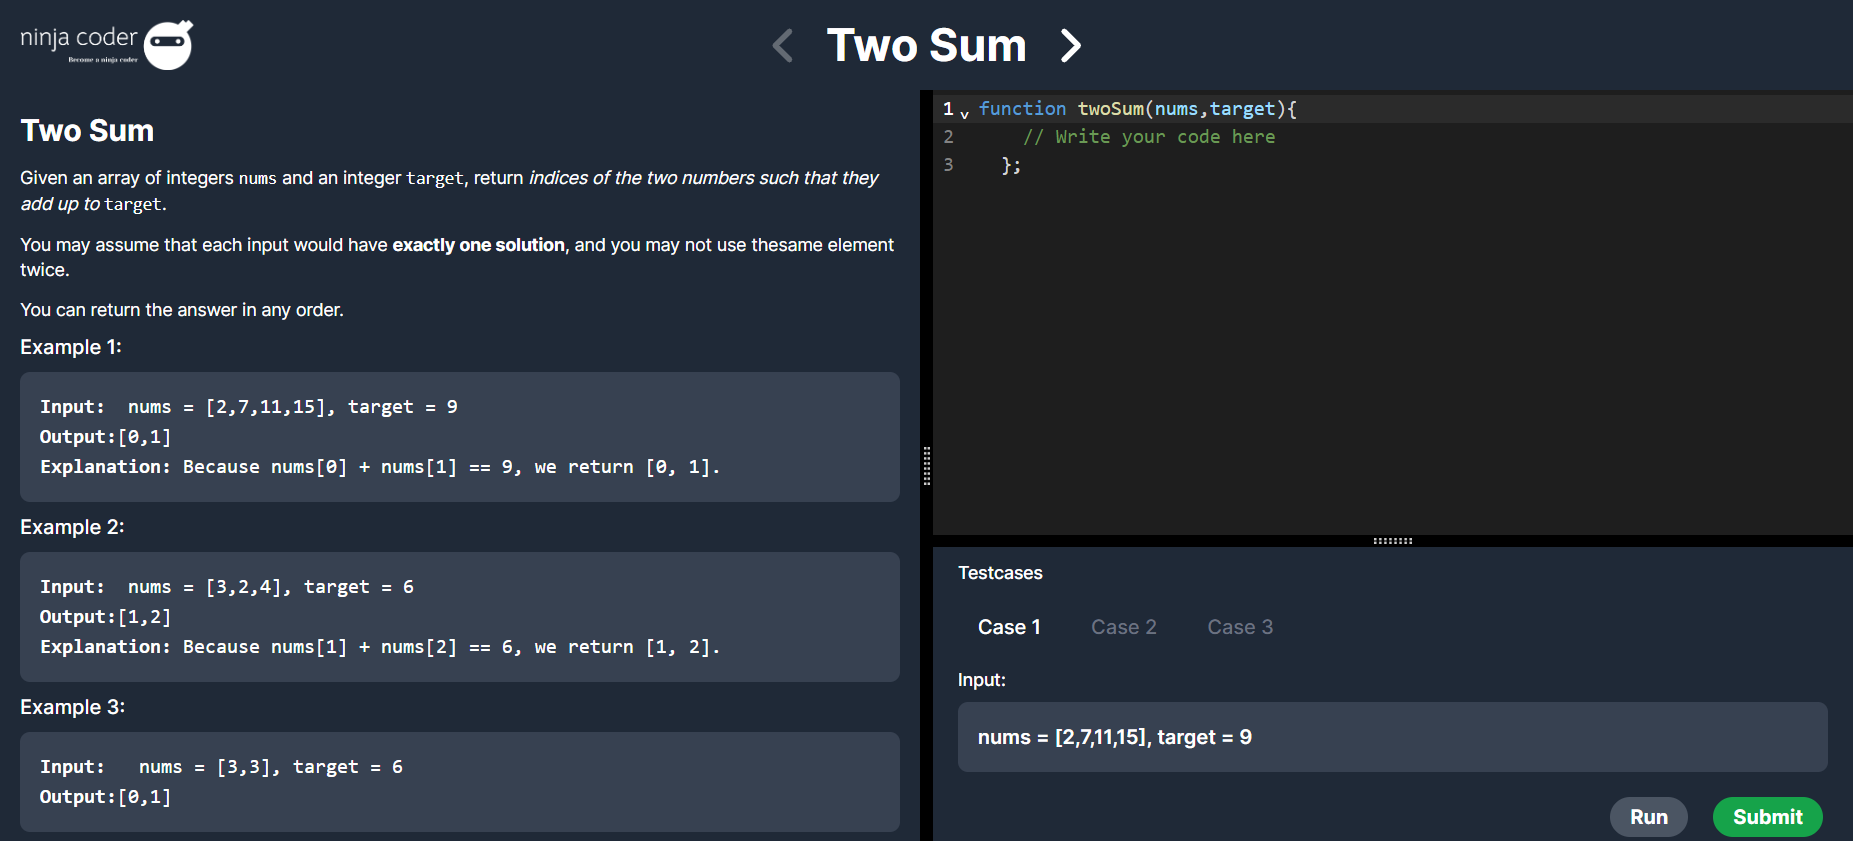 ninja coder
Become a ninja coder
Two Sum
Two Sum
Given an array of integers nums and an integer target, return indices of the two numbers such that they
add up to target.
You may assume that each input would have exactly one solution, and you may not use thesame element
twice.
You can return the answer in any order.
Example 1:
Input:  nums = [2,7,11,15], target = 9
Output:[0,1]
Explanation: Because nums[0] + nums[1] == 9, we return [0, 1].
Example 2:
Input:  nums = [3,2,4], target = 6
Output:[1,2]
Explanation: Because nums[1] + nums[2] == 6, we return [1, 2].
Example 3:
Input:   nums = [3,3], target = 6
Output:[0,1]
1 function twoSum(nums,target){
2     // Write your code here
3   };
Testcases
Case 1 Case 2 Case 3
Input:
nums = [2,7,11,15], target = 9
Run Submit